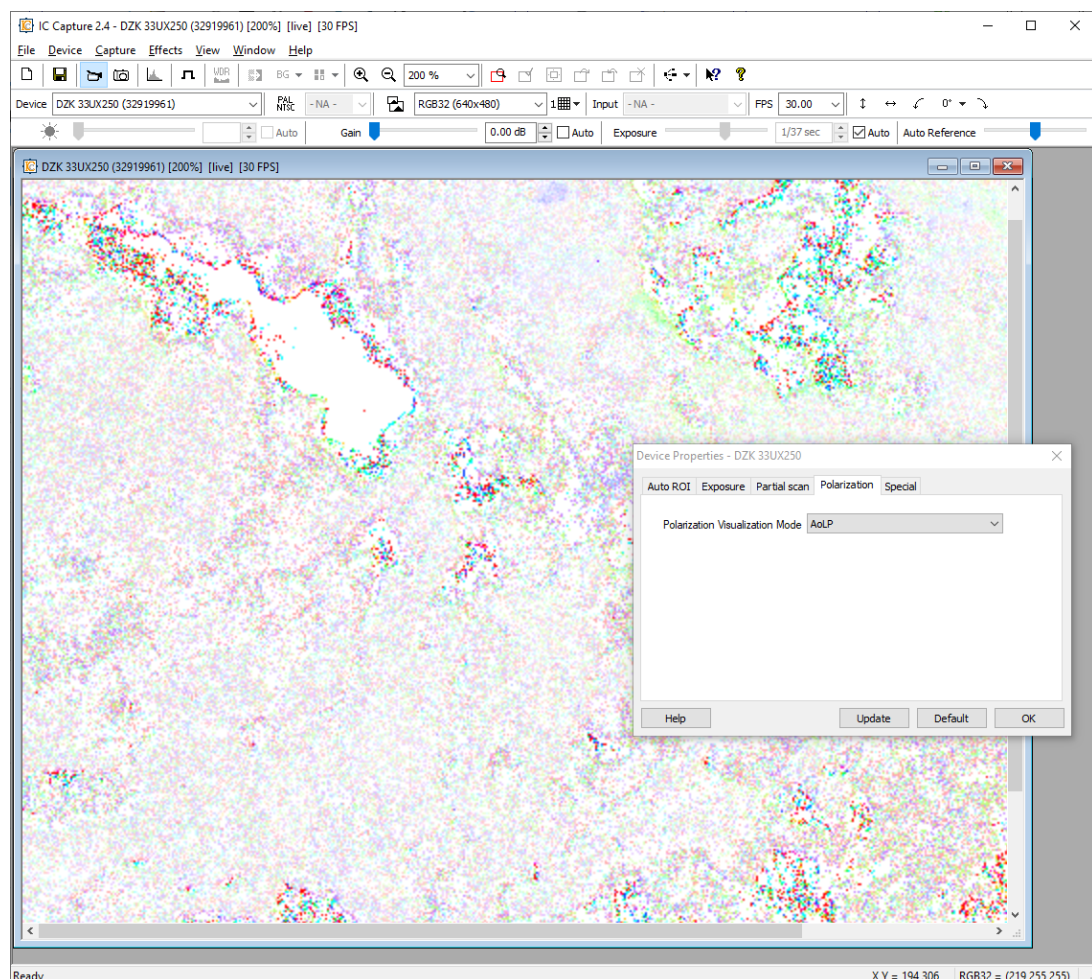 IC Capture 2.4 - DZK 33UX250 (32919961) [200%] [live] [30 FPS]
File Device Capture Effects View Window Help
WDR BG 200 %
Device DZK 33UX250 (32919961) PAL NTSC - NA - RGB32 (640x480) 1 Input - NA - FPS 30.00 0°
Auto Gain 0.00 dB Auto Exposure 1/37 sec Auto Auto Reference
IC DZK 33UX250 (32919961) [200%] [live] [30 FPS]
Device Properties - DZK 33UX250
Auto ROI Exposure Partial scan Polarization Special
Polarization Visualization Mode AoLP
Help Update Default OK
Ready X,Y = 194,306 RGB32 = (219,255,255)